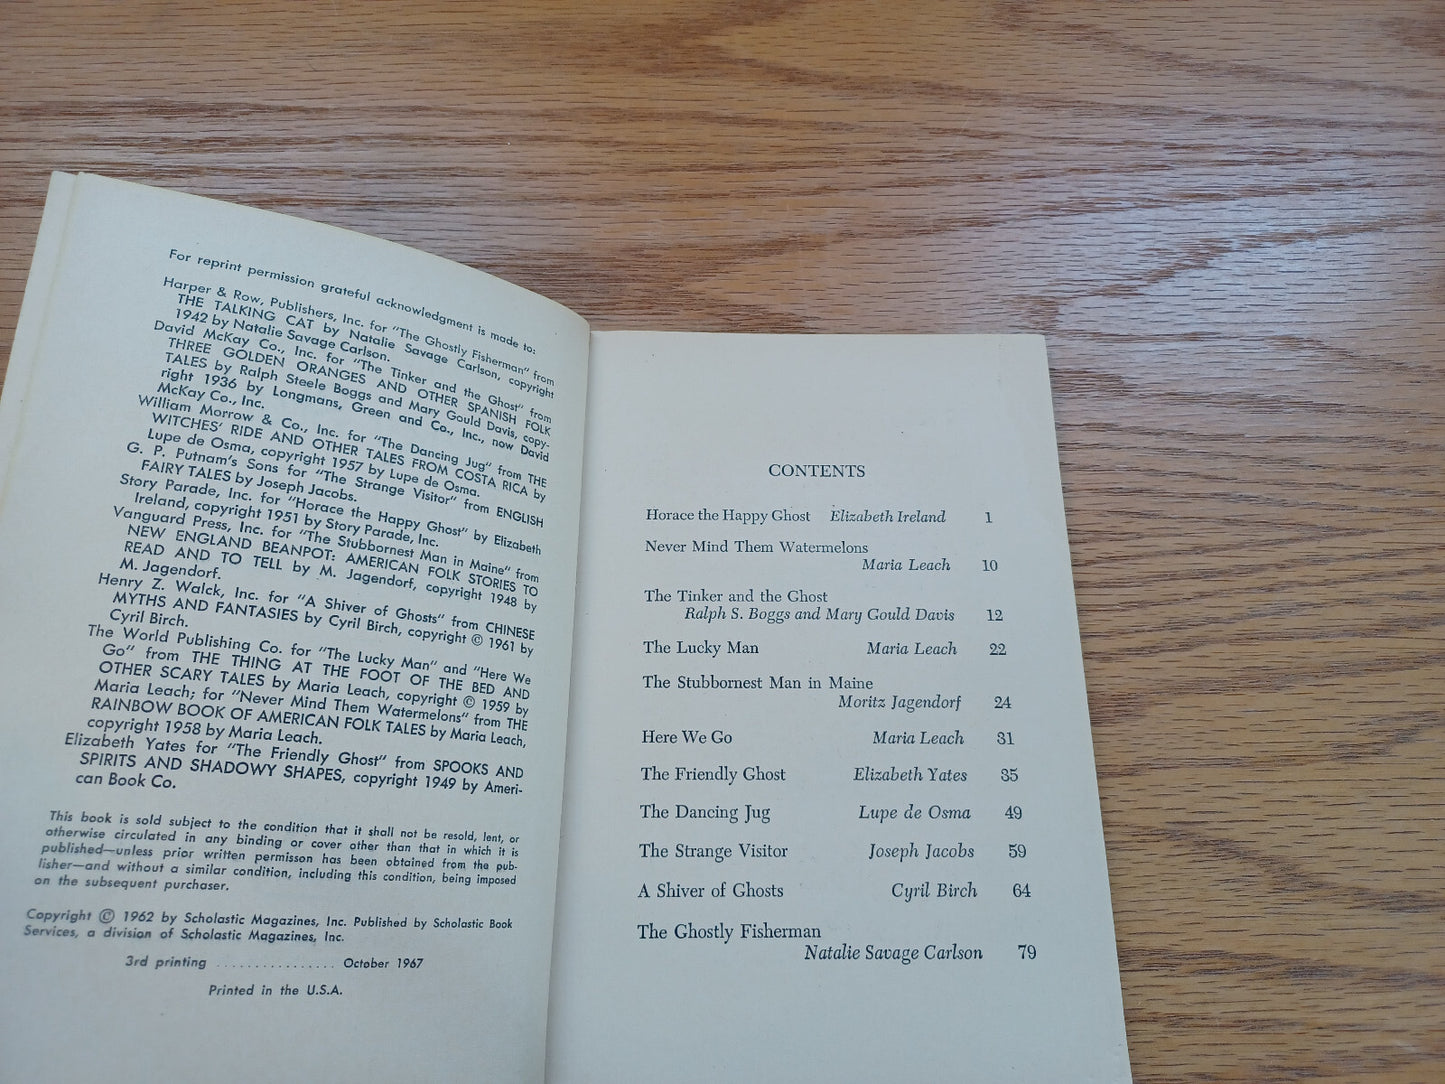 For reprint permission grateful acknowledgment is made to:
Harper & Row, Publishers, Inc. for "The Ghostly Fisherman" from
THE TALKING CAT by Natalie Savage Carlson, copyright
1942 by Natalie Savage Carlson.
David McKay Co., Inc. for "The Tinker and the Ghost" from
THREE GOLDEN ORANGES AND OTHER SPANISH FOLK
TALES by Ralph Steele Boggs and Mary Gould Davis, copy-
right 1936 by Longmans, Green and Co., Inc., now David
McKay Co., Inc.
William Morrow & Co., Inc. for "The Dancing Jug" from THE
WITCHES' RIDE AND OTHER TALES FROM COSTA RICA by
Lupe de Osma, copyright 1957 by Lupe de Osma.
G. P. Putnam's Sons for "The Strange Visitor" from ENGLISH
FAIRY TALES by Joseph Jacobs.
Story Parade, Inc. for "Horace the Happy Ghost" by Elizabeth
Ireland, copyright 1951 by Story Parade, Inc.
Vanguard Press, Inc. for "The Stubbornest Man in Maine" from
NEW ENGLAND BEANPOT: AMERICAN FOLK STORIES TO
READ AND TO TELL by M. Jagendorf, copyright 1948 by
M. Jagendorf.
Henry Z. Walck, Inc. for "A Shiver of Ghosts" from CHINESE
MYTHS AND FANTASIES by Cyril Birch, copyright © 1961 by
Cyril Birch.
The World Publishing Co. for "The Lucky Man" and "Here We
Go" from THE THING AT THE FOOT OF THE BED AND
OTHER SCARY TALES by Maria Leach, copyright © 1959 by
Maria Leach; for "Never Mind Them Watermelons" from THE
RAINBOW BOOK OF AMERICAN FOLK TALES by Maria Leach,
copyright 1958 by Maria Leach.
Elizabeth Yates for "The Friendly Ghost" from SPOOKS AND
SPIRITS AND SHADOWY SHAPES, copyright 1949 by Ameri-
can Book Co.
This book is sold subject to the condition that it shall not be resold, lent, or
otherwise circulated in any binding or cover other than that in which it is
published—unless prior written permisson has been obtained from the pub-
lisher—and without a similar condition, including this condition, being imposed
on the subsequent purchaser.
Copyright © 1962 by Scholastic Magazines, Inc. Published by Scholastic Book
Services, a division of Scholastic Magazines, Inc.
3rd printing ................ October 1967
Printed in the U.S.A.
CONTENTS
Horace the Happy Ghost Elizabeth Ireland 1
Never Mind Them Watermelons
Maria Leach 10
The Tinker and the Ghost
Ralph S. Boggs and Mary Gould Davis 12
The Lucky Man Maria Leach 22
The Stubbornest Man in Maine
Moritz Jagendorf 24
Here We Go Maria Leach 31
The Friendly Ghost Elizabeth Yates 35
The Dancing Jug Lupe de Osma 49
The Strange Visitor Joseph Jacobs 59
A Shiver of Ghosts Cyril Birch 64
The Ghostly Fisherman
Natalie Savage Carlson 79